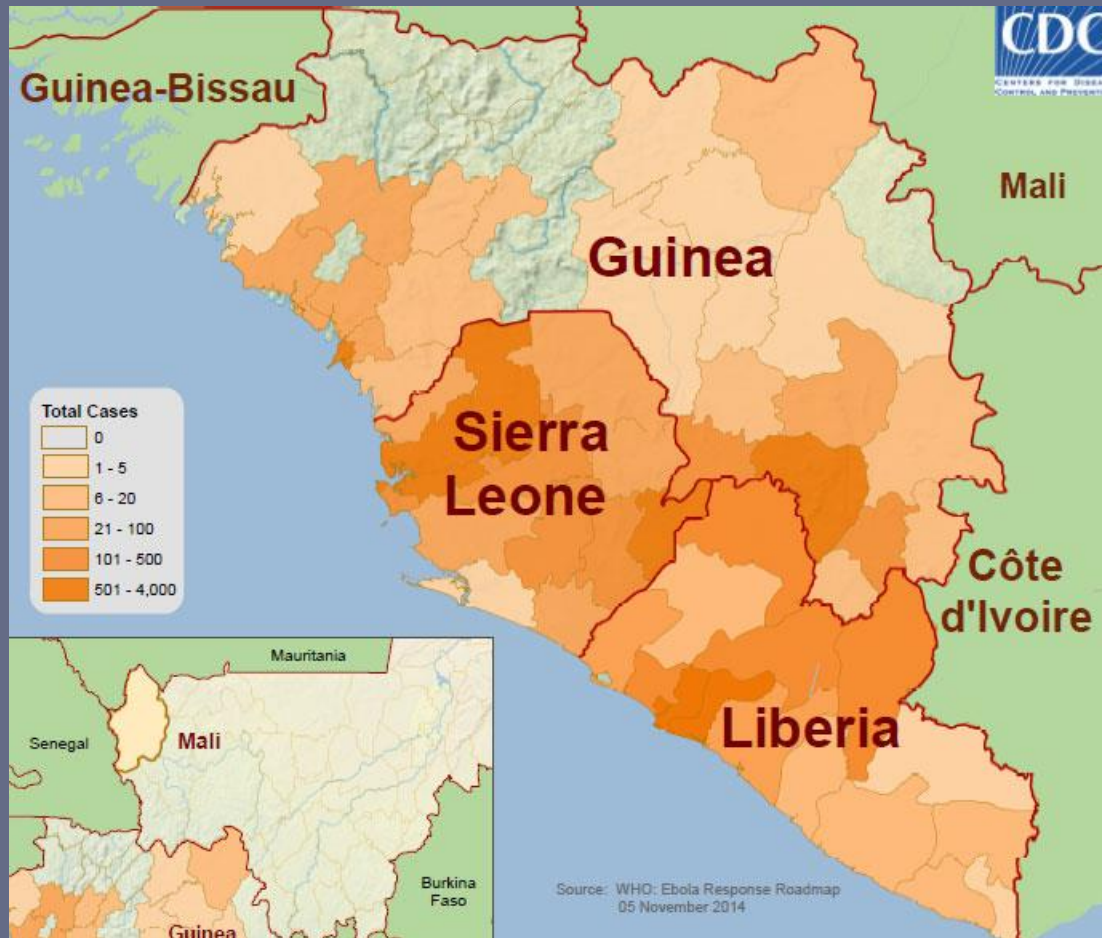 CDC
CENTERS FOR DISEA
CONTROL AND PREVENTI
Guinea-Bissau
Mali
Guinea
Total Cases
0
1 - 5
6 - 20
21 - 100
101 - 500
501 - 4,000
Sierra
Leone
Côte
d'Ivoire
Liberia
Mauritania
Senegal
Mali
Burkina
Faso
Guinea
Source: WHO: Ebola Response Roadmap
05 November 2014